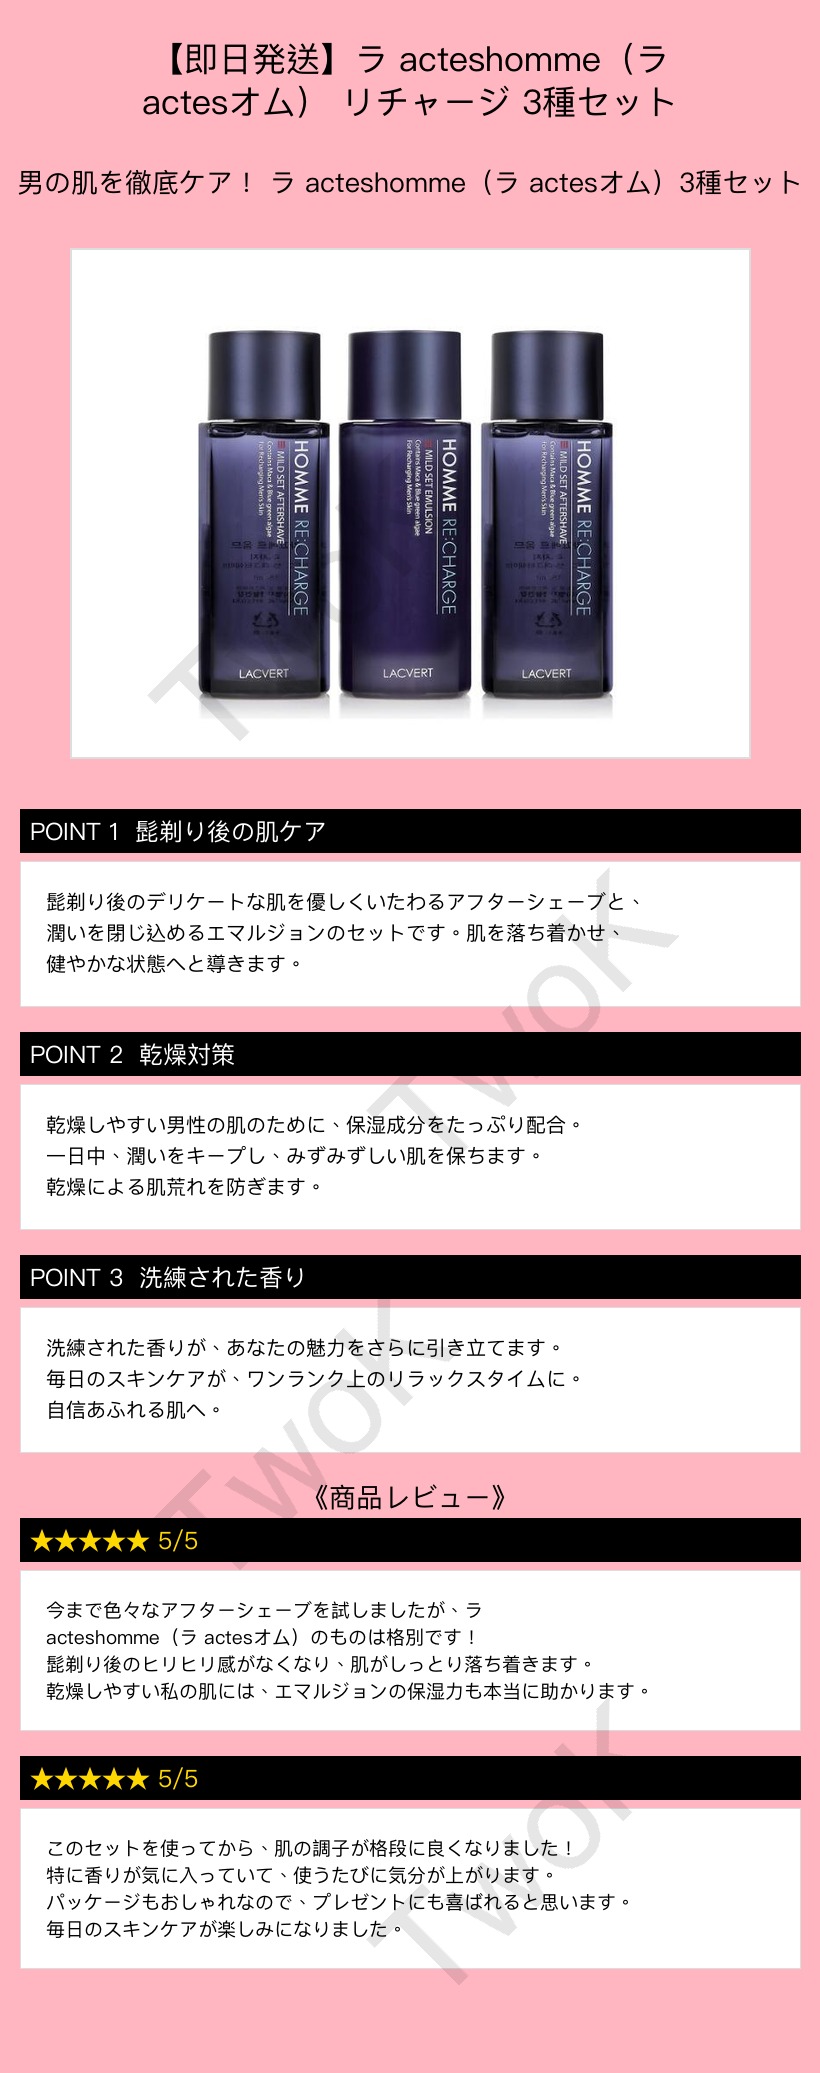 【即日発送】ラ acteshomme（ラ
actesオム） リチャージ 3種セット
男の肌を徹底ケア！ ラ acteshomme（ラ actesオム）3種セット
HOMME RE:CHARGE
MILD SET AFTERSHAVE
Contains Maca & Blue green algae
For Recharging Men's Skin
LACVERT
HOMME RE:CHARGE
MILD SET EMULSION
Contains Maca & Blue green algae
For Recharging Men's Skin
LACVERT
HOMME RE:CHARGE
MILD SET AFTERSHAVE
Contains Maca & Blue green algae
For Recharging Men's Skin
LACVERT
POINT 1 髭剃り後の肌ケア
髭剃り後のデリケートな肌を優しくいたわるアフターシェーブと、
潤いを閉じ込めるエマルジョンのセットです。肌を落ち着かせ、
健やかな状態へと導きます。
POINT 2 乾燥対策
乾燥しやすい男性の肌のために、保湿成分をたっぷり配合。
一日中、潤いをキープし、みずみずしい肌を保ちます。
乾燥による肌荒れを防ぎます。
POINT 3 洗練された香り
洗練された香りが、あなたの魅力をさらに引き立てます。
毎日のスキンケアが、ワンランク上のリラックスタイムに。
自信あふれる肌へ。
《商品レビュー》
★★★★★ 5/5
今まで色々なアフターシェーブを試しましたが、ラ
acteshomme（ラ actesオム）のものは格別です！
髭剃り後のヒリヒリ感がなくなり、肌がしっとり落ち着きます。
乾燥しやすい私の肌には、エマルジョンの保湿力も本当に助かります。
★★★★★ 5/5
このセットを使ってから、肌の調子が格段に良くなりました！
特に香りが気に入っていて、使うたびに気分が上がります。
パッケージもおしゃれなので、プレゼントにも喜ばれると思います。
毎日のスキンケアが楽しみになりました。
TwoK
TwoK
TwoK
TwoK